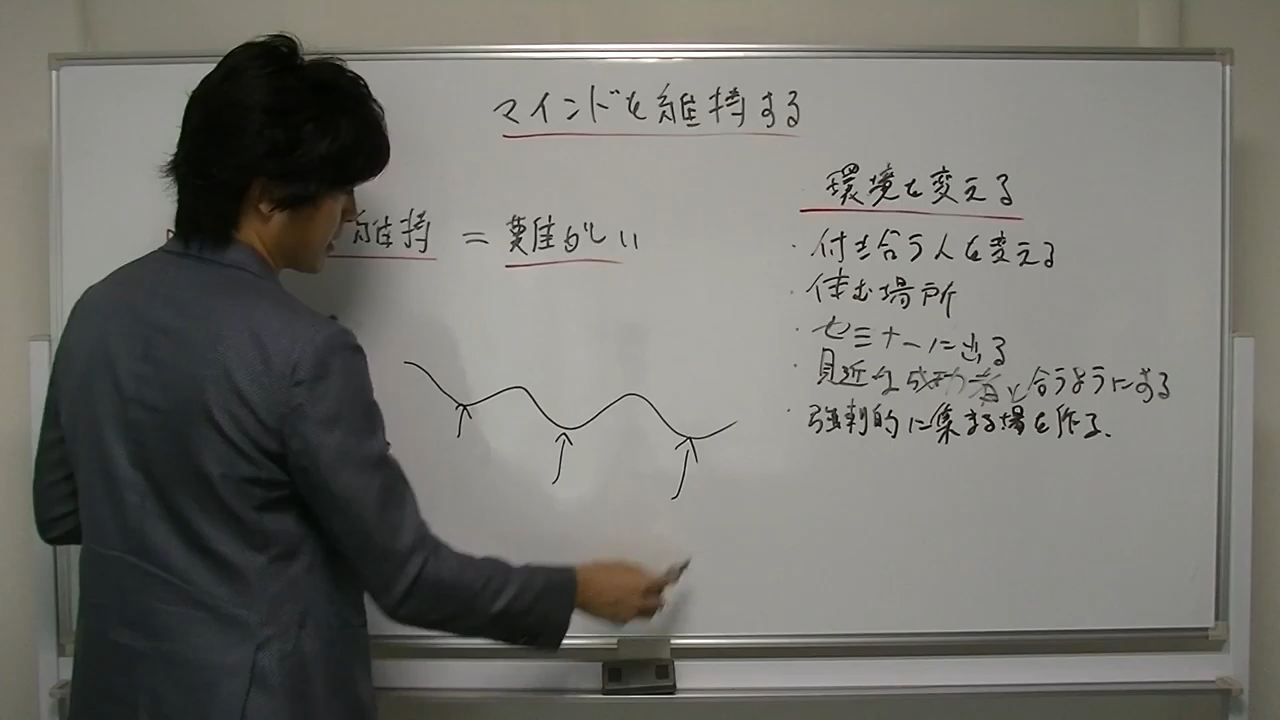 マインドを維持する
維持 = 難がしい
環境を変える
・付き合う人を変える
・住む場所
・セミナーに出る
・見近な成功者と合うようにする
・強制的に集まる場を作る.